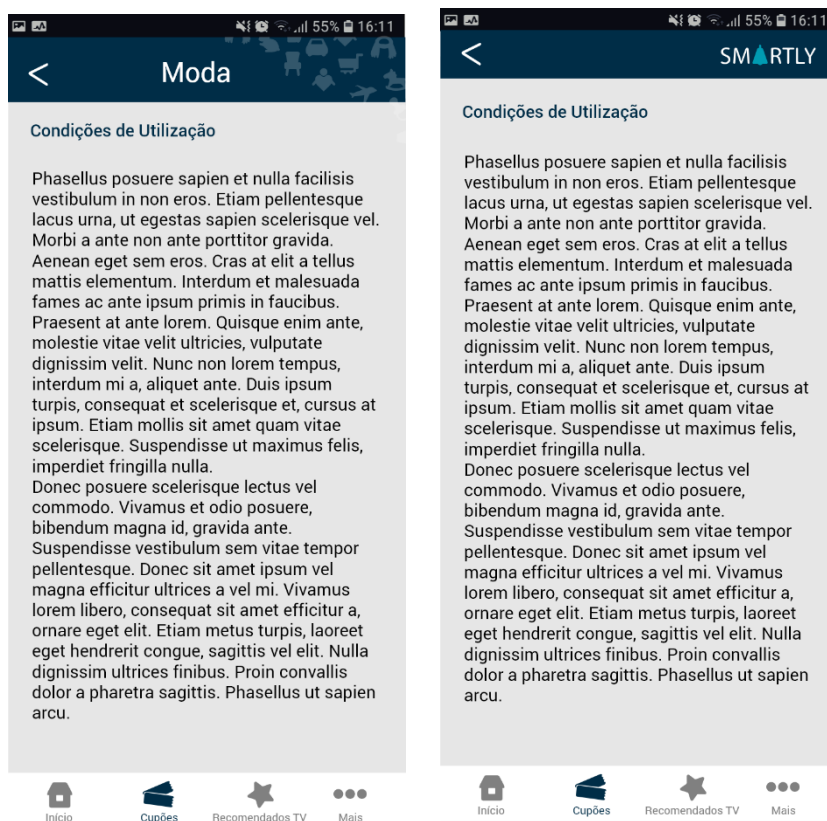 55% 16:11
Moda
Condições de Utilização
Phasellus posuere sapien et nulla facilisis
vestibulum in non eros. Etiam pellentesque
lacus urna, ut egestas sapien scelerisque vel.
Morbi a ante non ante porttitor gravida.
Aenean eget sem eros. Cras at elit a tellus
mattis elementum. Interdum et malesuada
fames ac ante ipsum primis in faucibus.
Praesent at ante lorem. Quisque enim ante,
molestie vitae velit ultricies, vulputate
dignissim velit. Nunc non lorem tempus,
interdum mi a, aliquet ante. Duis ipsum
turpis, consequat et scelerisque et, cursus at
ipsum. Etiam mollis sit amet quam vitae
scelerisque. Suspendisse ut maximus felis,
imperdiet fringilla nulla.
Donec posuere scelerisque lectus vel
commodo. Vivamus et odio posuere,
bibendum magna id, gravida ante.
Suspendisse vestibulum sem vitae tempor
pellentesque. Donec sit amet ipsum vel
magna efficitur ultrices a vel mi. Vivamus
lorem libero, consequat sit amet efficitur a,
ornare eget elit. Etiam metus turpis, laoreet
eget hendrerit congue, sagittis vel elit. Nulla
dignissim ultrices finibus. Proin convallis
dolor a pharetra sagittis. Phasellus ut sapien
arcu.
Início Cupões Recomendados TV Mais
55% 16:11
SMARTLY
Condições de Utilização
Phasellus posuere sapien et nulla facilisis
vestibulum in non eros. Etiam pellentesque
lacus urna, ut egestas sapien scelerisque vel.
Morbi a ante non ante porttitor gravida.
Aenean eget sem eros. Cras at elit a tellus
mattis elementum. Interdum et malesuada
fames ac ante ipsum primis in faucibus.
Praesent at ante lorem. Quisque enim ante,
molestie vitae velit ultricies, vulputate
dignissim velit. Nunc non lorem tempus,
interdum mi a, aliquet ante. Duis ipsum
turpis, consequat et scelerisque et, cursus at
ipsum. Etiam mollis sit amet quam vitae
scelerisque. Suspendisse ut maximus felis,
imperdiet fringilla nulla.
Donec posuere scelerisque lectus vel
commodo. Vivamus et odio posuere,
bibendum magna id, gravida ante.
Suspendisse vestibulum sem vitae tempor
pellentesque. Donec sit amet ipsum vel
magna efficitur ultrices a vel mi. Vivamus
lorem libero, consequat sit amet efficitur a,
ornare eget elit. Etiam metus turpis, laoreet
eget hendrerit congue, sagittis vel elit. Nulla
dignissim ultrices finibus. Proin convallis
dolor a pharetra sagittis. Phasellus ut sapien
arcu.
Início Cupões Recomendados TV Mais